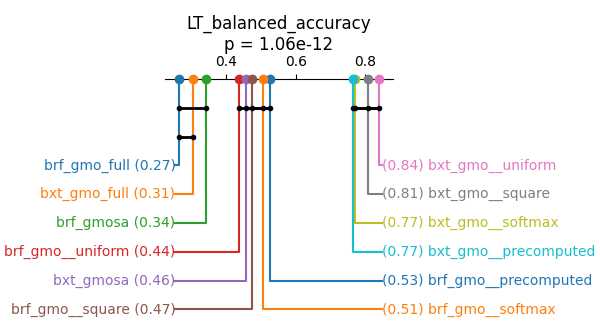 LT_balanced_accuracy
p = 1.06e-12
0.4 0.6 0.8
brf_gmo_full (0.27)
(0.84) bxt_gmo__uniform
bxt_gmo_full (0.31)
(0.81) bxt_gmo__square
brf_gmosa (0.34)
(0.77) bxt_gmo__softmax
brf_gmo__uniform (0.44)
(0.77) bxt_gmo__precomputed
bxt_gmosa (0.46)
(0.53) brf_gmo__precomputed
brf_gmo__square (0.47)
(0.51) brf_gmo__softmax